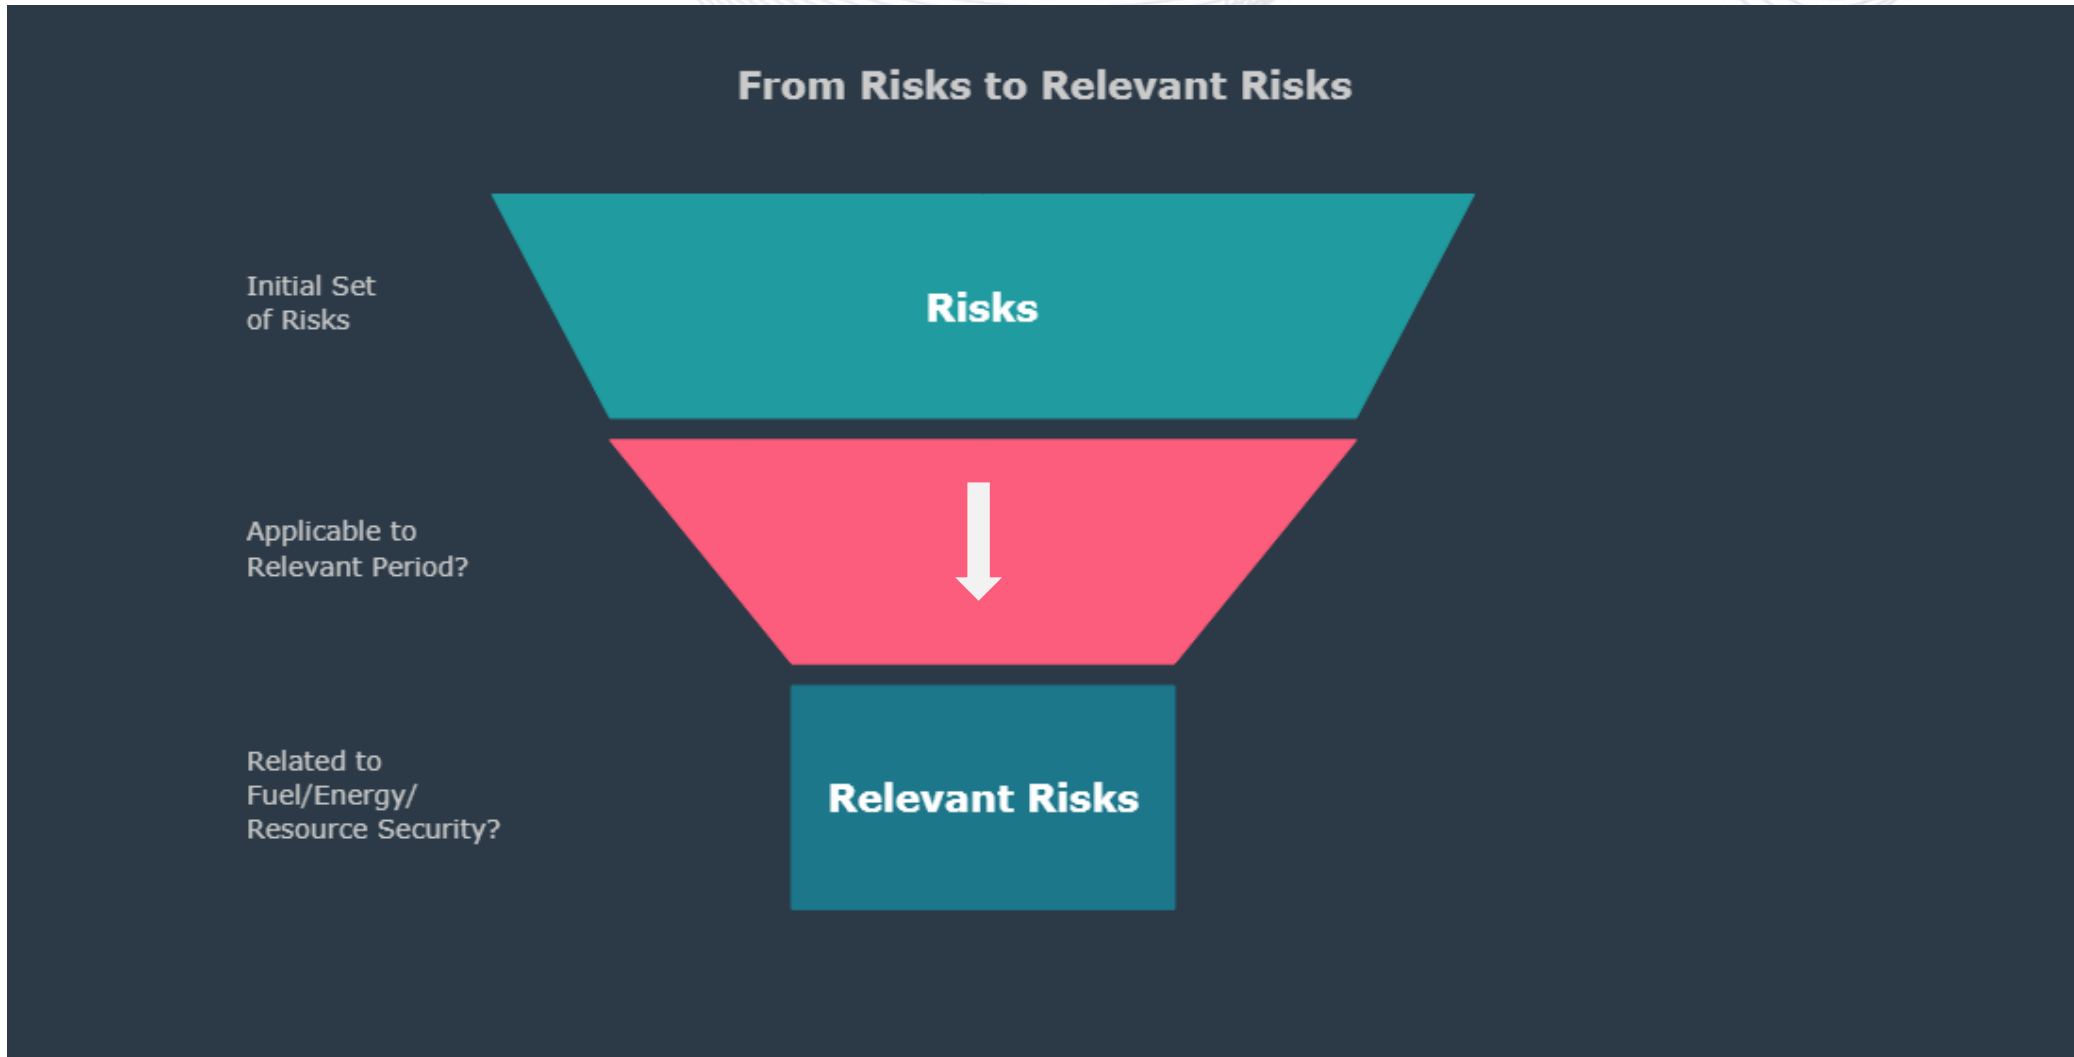 From Risks to Relevant Risks
Initial Set
of Risks
Risks
Applicable to
Relevant Period?
Related to
Fuel/Energy/
Resource Security?
Relevant Risks